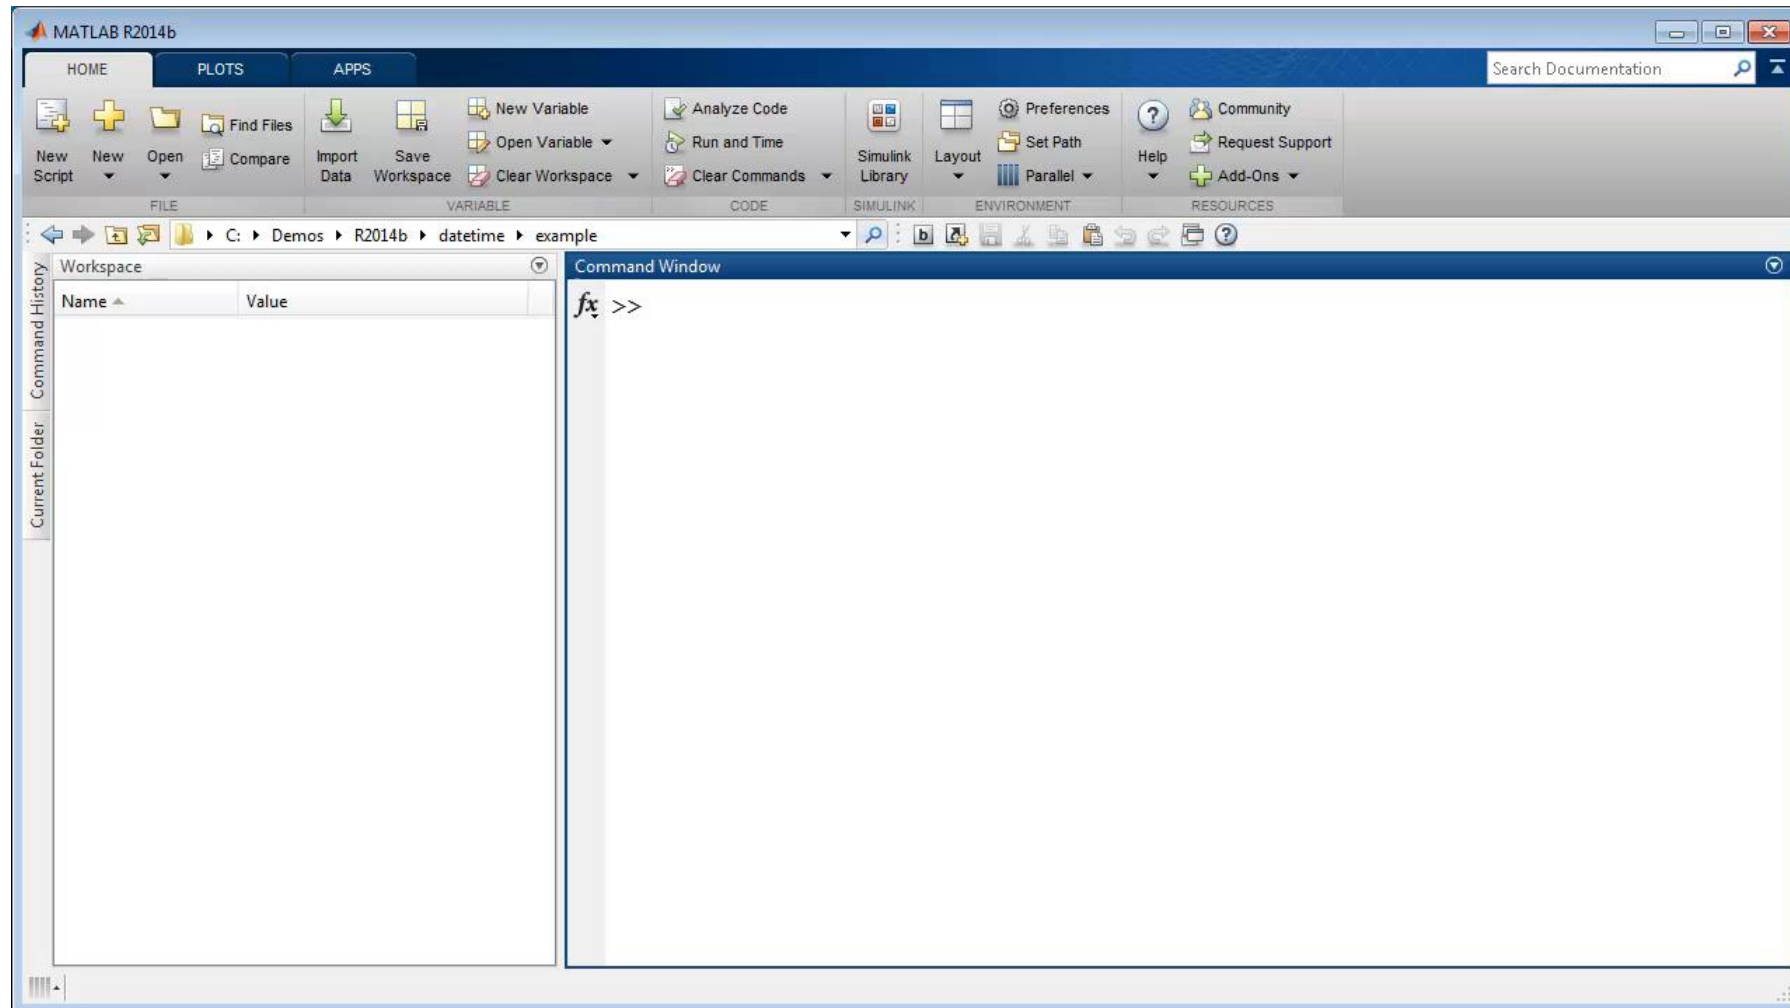 MATLAB R2014b
HOME PLOTS APPS Search Documentation
New Script New Open Find Files Compare Import Data Save Workspace New Variable Open Variable Clear Workspace Analyze Code Run and Time Clear Commands Simulink Library Layout Preferences Set Path Parallel Help Community Request Support Add-Ons
FILE VARIABLE CODE SIMULINK ENVIRONMENT RESOURCES
C: Demos R2014b datetime example b
Command History
Current Folder
Workspace
Name Value
Command Window
fx >>